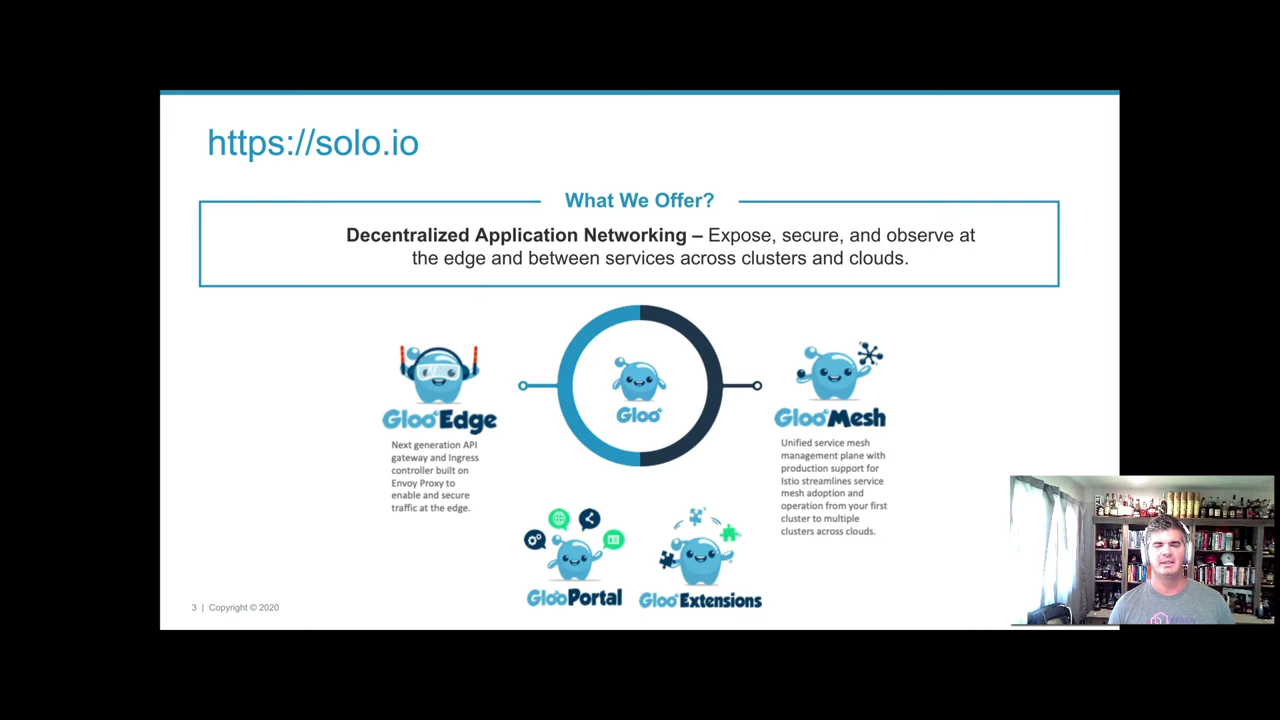 https://solo.io
What We Offer?
Decentralized Application Networking – Expose, secure, and observe at
the edge and between services across clusters and clouds.
Gloo Edge
Next generation API
gateway and Ingress
controller built on
Envoy Proxy to
enable and secure
traffic at the edge.
Gloo
Gloo Mesh
Unified service mesh
management plane with
production support for
Istio streamlines service
mesh adoption and
operation from your first
cluster to multiple
clusters across clouds.
Gloo Portal
Gloo Extensions
3 | Copyright © 2020